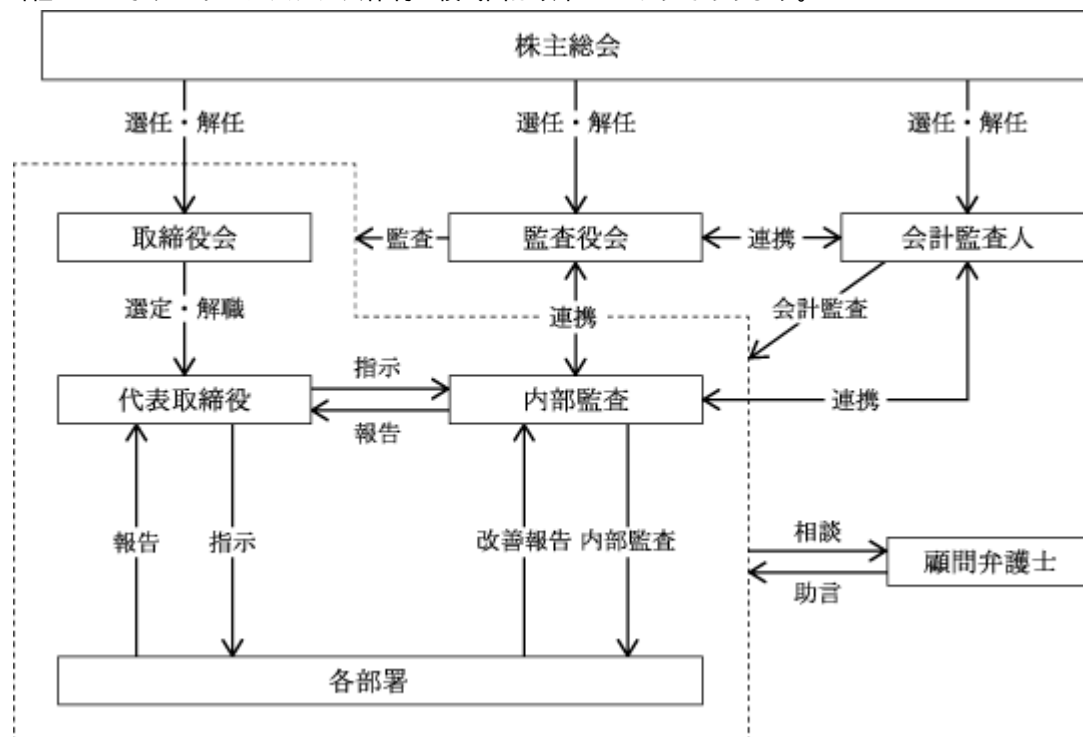 株主総会
選任・解任
選任・解任
選任・解任
取締役会
監査
監査役会
連携
会計監査人
選定・解職
連携
会計監査
代表取締役
指示
報告
内部監査
連携
報告
指示
改善報告
内部監査
相談
助言
顧問弁護士
各部署